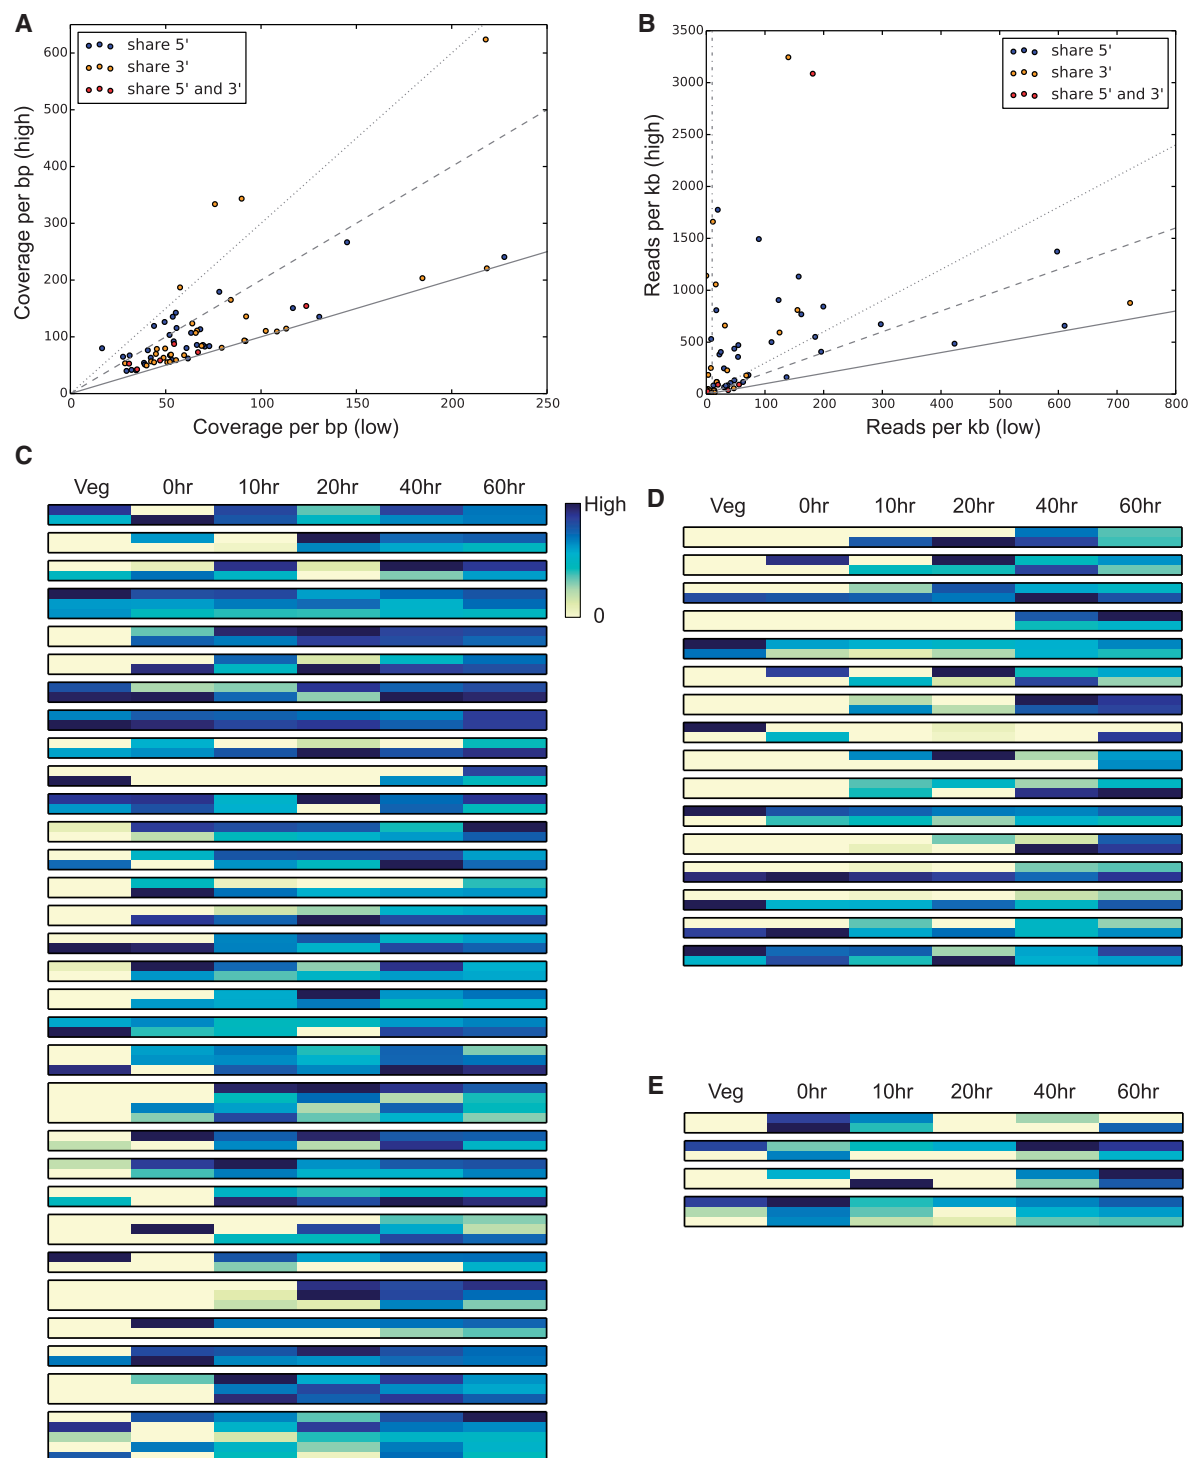 A
share 5'
share 3'
share 5' and 3'
Coverage per bp (high)
600
500
400
300
200
100
0
0 50 100 150 200 250
Coverage per bp (low)
B
share 5'
share 3'
share 5' and 3'
Reads per kb (high)
3500
3000
2500
2000
1500
1000
500
0
0 100 200 300 400 500 600 700 800
Reads per kb (low)
C
Veg 0hr 10hr 20hr 40hr 60hr
High
0
D
Veg 0hr 10hr 20hr 40hr 60hr
E
Veg 0hr 10hr 20hr 40hr 60hr